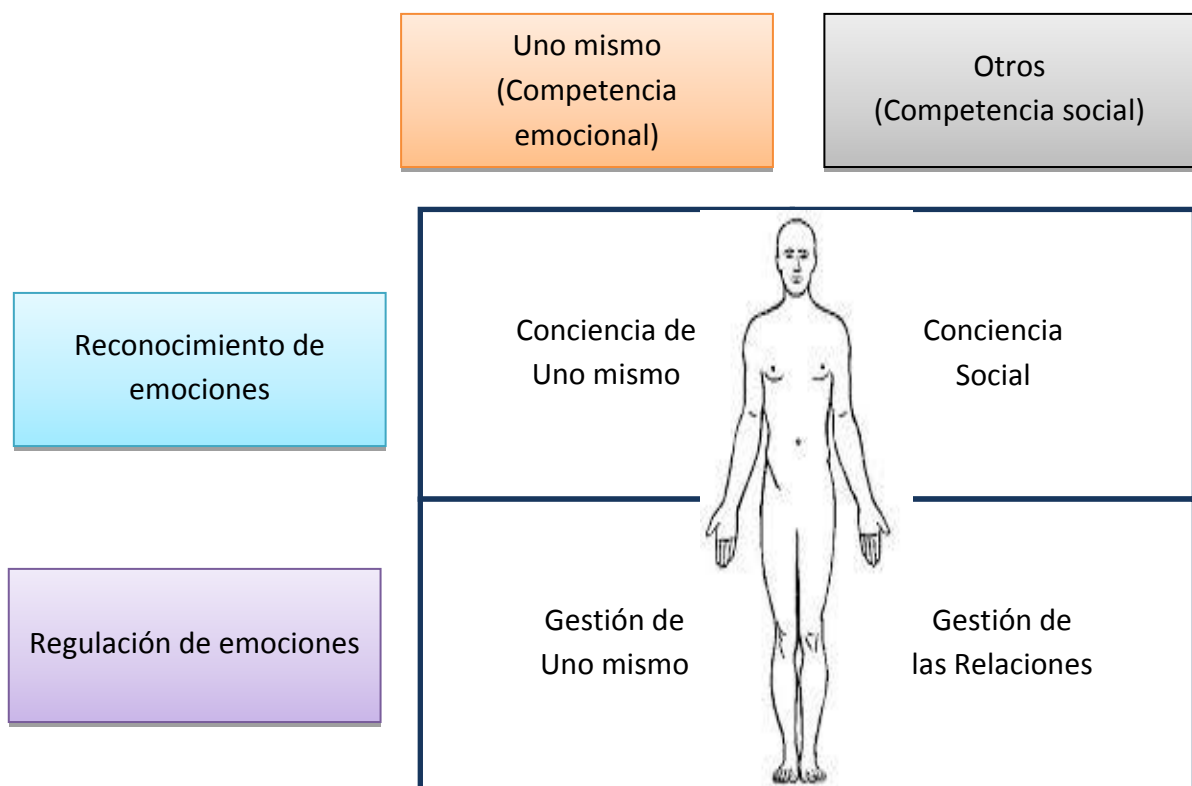 Uno mismo
(Competencia
emocional)
Otros
(Competencia social)
Reconocimiento de
emociones
Conciencia de
Uno mismo
Conciencia
Social
Regulación de emociones
Gestión de
Uno mismo
Gestión de
las Relaciones